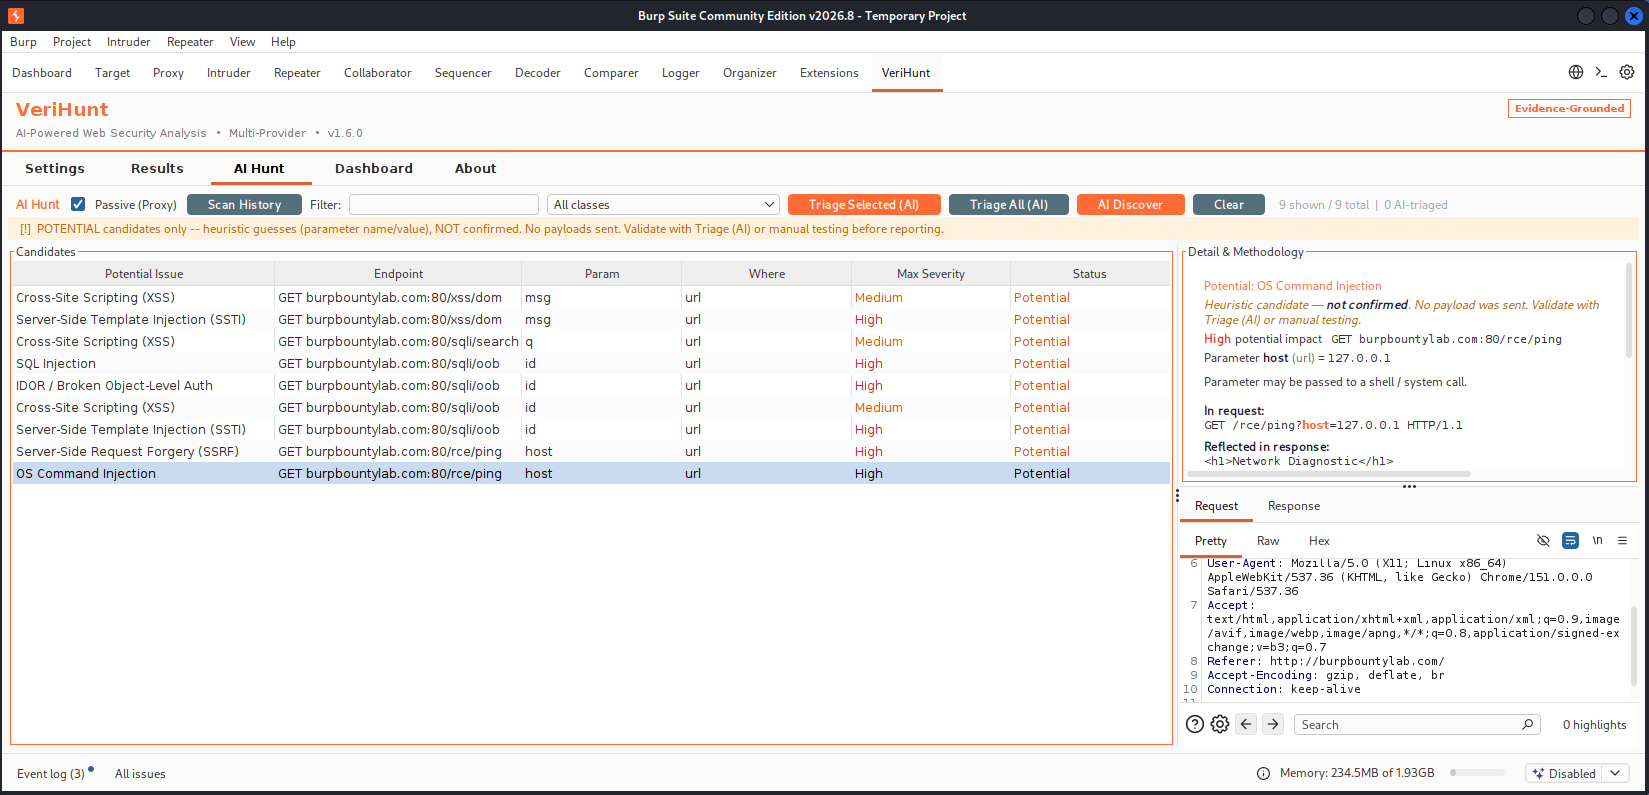 Burp Suite Community Edition v2026.8 - Temporary Project
Burp Project Intruder Repeater View Help
Dashboard Target Proxy Intruder Repeater Collaborator Sequencer Decoder Comparer Logger Organizer Extensions VeriHunt
VeriHunt
Evidence-Grounded
AI-Powered Web Security Analysis • Multi-Provider • v1.6.0
Settings Results AI Hunt Dashboard About
AI Hunt Passive (Proxy) Scan History Filter: All classes Triage Selected (AI) Triage All (AI) AI Discover Clear 9 shown / 9 total | 0 AI-triaged
[!] POTENTIAL candidates only -- heuristic guesses (parameter name/value), NOT confirmed. No payloads sent. Validate with Triage (AI) or manual testing before reporting.
Candidates
Potential Issue Endpoint Param Where Max Severity Status
Cross-Site Scripting (XSS) GET burpbountylab.com:80/xss/dom msg url Medium Potential
Server-Side Template Injection (SSTI) GET burpbountylab.com:80/xss/dom msg url High Potential
Cross-Site Scripting (XSS) GET burpbountylab.com:80/sqli/search q url Medium Potential
SQL Injection GET burpbountylab.com:80/sqli/oob id url High Potential
IDOR / Broken Object-Level Auth GET burpbountylab.com:80/sqli/oob id url High Potential
Cross-Site Scripting (XSS) GET burpbountylab.com:80/sqli/oob id url Medium Potential
Server-Side Template Injection (SSTI) GET burpbountylab.com:80/sqli/oob id url High Potential
Server-Side Request Forgery (SSRF) GET burpbountylab.com:80/rce/ping host url High Potential
OS Command Injection GET burpbountylab.com:80/rce/ping host url High Potential
Detail & Methodology
Potential: OS Command Injection
Heuristic candidate — not confirmed. No payload was sent. Validate with
Triage (AI) or manual testing.
High potential impact GET burpbountylab.com:80/rce/ping
Parameter host (url) = 127.0.0.1
Parameter may be passed to a shell / system call.
In request:
GET /rce/ping?host=127.0.0.1 HTTP/1.1
Reflected in response:
<h1>Network Diagnostic</h1>
Request Response
Pretty Raw Hex \n
6 User-Agent: Mozilla/5.0 (X11; Linux x86_64)
AppleWebKit/537.36 (KHTML, like Gecko) Chrome/151.0.0.0
Safari/537.36
7 Accept:
text/html,application/xhtml+xml,application/xml;q=0.9,image
/avif,image/webp,image/apng,*/*;q=0.8,application/signed-ex
change;v=b3;q=0.7
8 Referer: http://burpbountylab.com/
9 Accept-Encoding: gzip, deflate, br
10 Connection: keep-alive
11
Search 0 highlights
Event log (3) All issues Memory: 234.5MB of 1.93GB Disabled